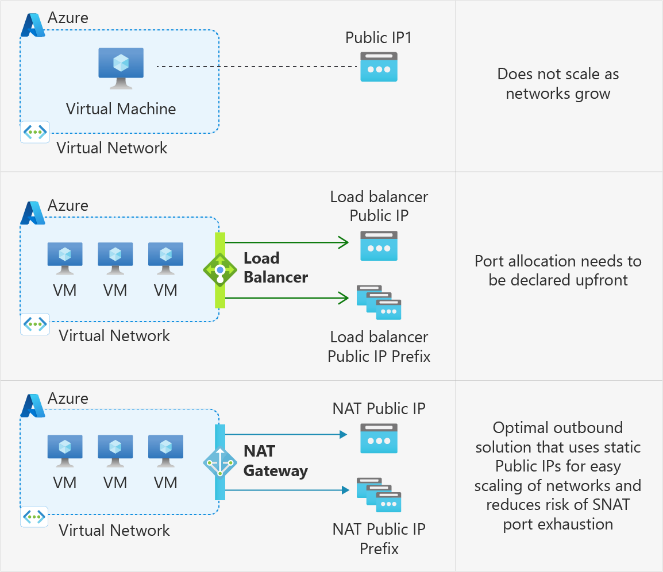 Azure
Public IP1
Virtual Machine
Virtual Network
Does not scale as
networks grow
Azure
VM
VM
VM
Virtual Network
Load
Balancer
Load balancer
Public IP
Load balancer
Public IP Prefix
Port allocation needs to
be declared upfront
Azure
VM
VM
VM
Virtual Network
NAT
Gateway
NAT Public IP
NAT Public IP
Prefix
Optimal outbound
solution that uses static
Public IPs for easy
scaling of networks and
reduces risk of SNAT
port exhaustion